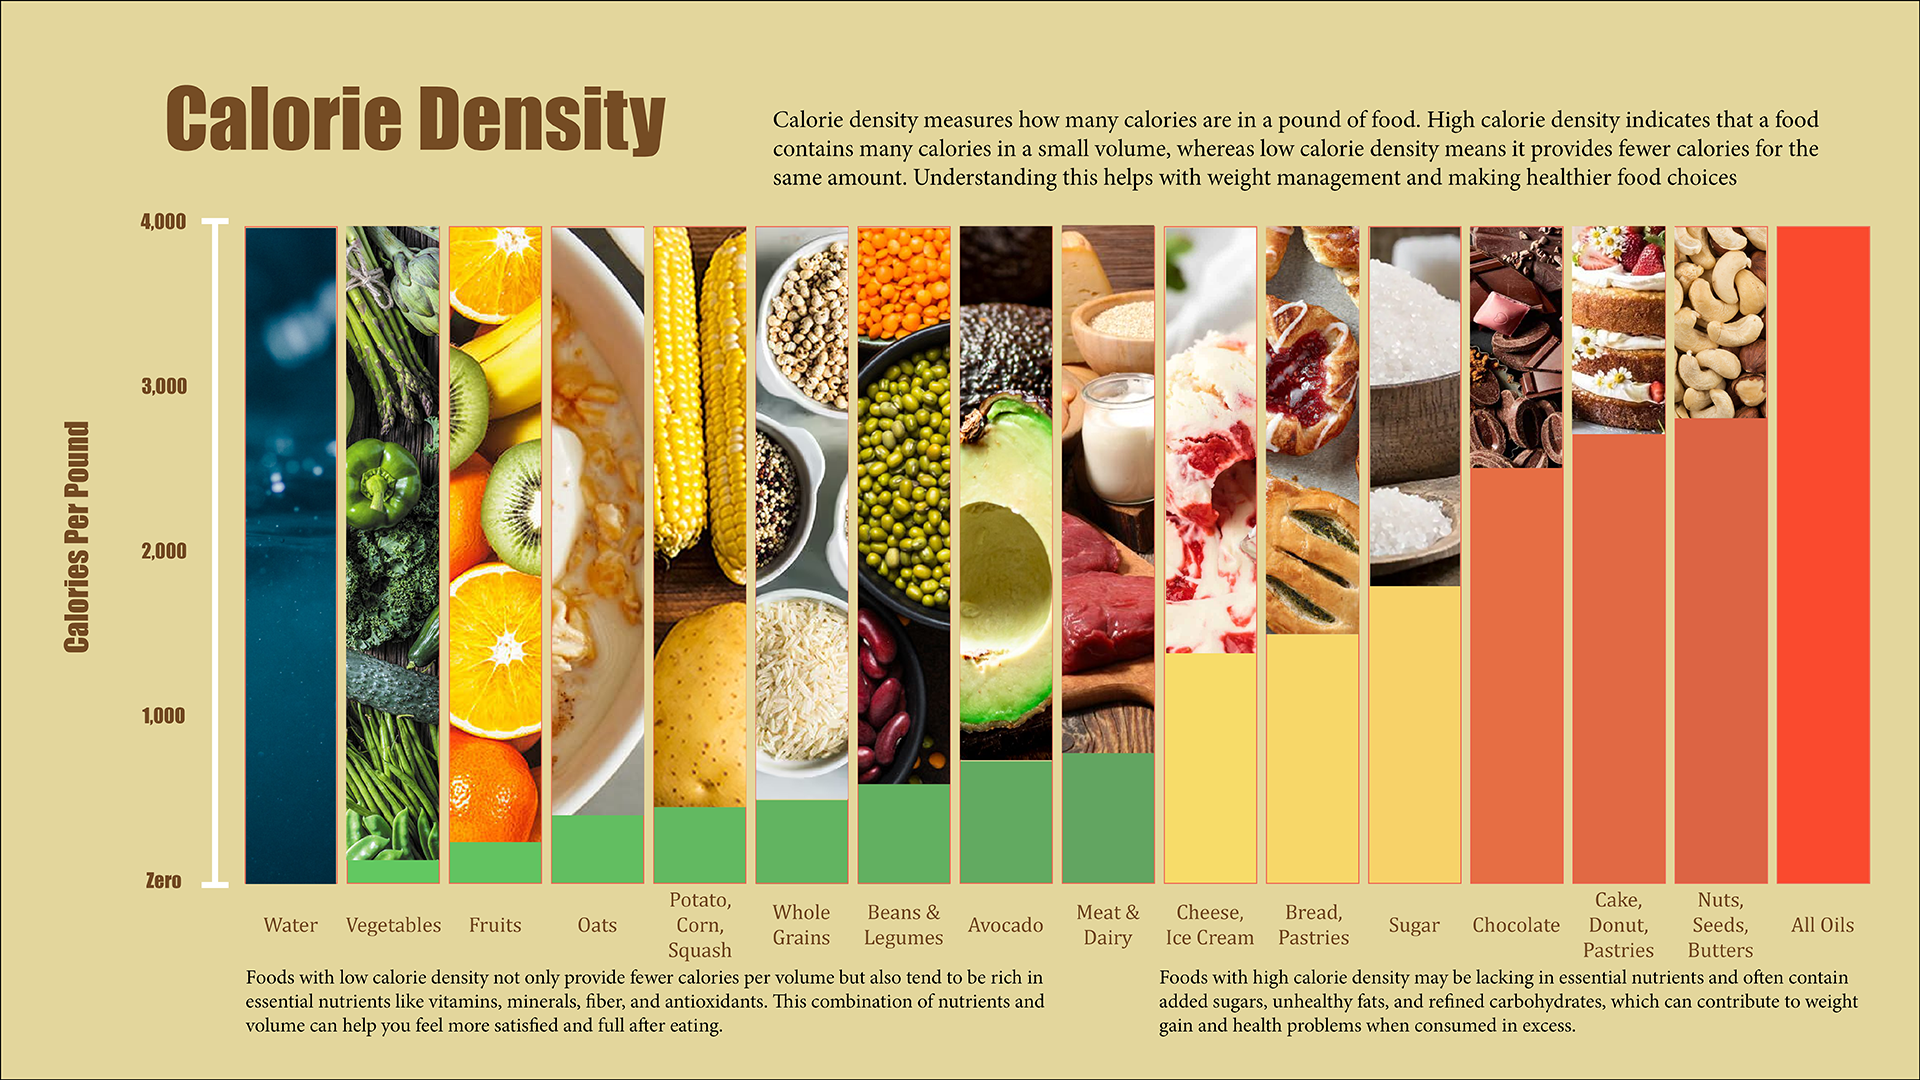 Calorie Density
Calorie density measures how many calories are in a pound of food. High calorie density indicates that a food
contains many calories in a small volume, whereas low calorie density means it provides fewer calories for the
same amount. Understanding this helps with weight management and making healthier food choices
Calories Per Pound
4,000
3,000
2,000
1,000
Zero
Water
Vegetables
Fruits
Oats
Potato,
Corn,
Squash
Whole
Grains
Beans &
Legumes
Avocado
Meat &
Dairy
Cheese,
Ice Cream
Bread,
Pastries
Sugar
Chocolate
Cake,
Donut,
Pastries
Nuts,
Seeds,
Butters
All Oils
Foods with low calorie density not only provide fewer calories per volume but also tend to be rich in
essential nutrients like vitamins, minerals, fiber, and antioxidants. This combination of nutrients and
volume can help you feel more satisfied and full after eating.
Foods with high calorie density may be lacking in essential nutrients and often contain
added sugars, unhealthy fats, and refined carbohydrates, which can contribute to weight
gain and health problems when consumed in excess.